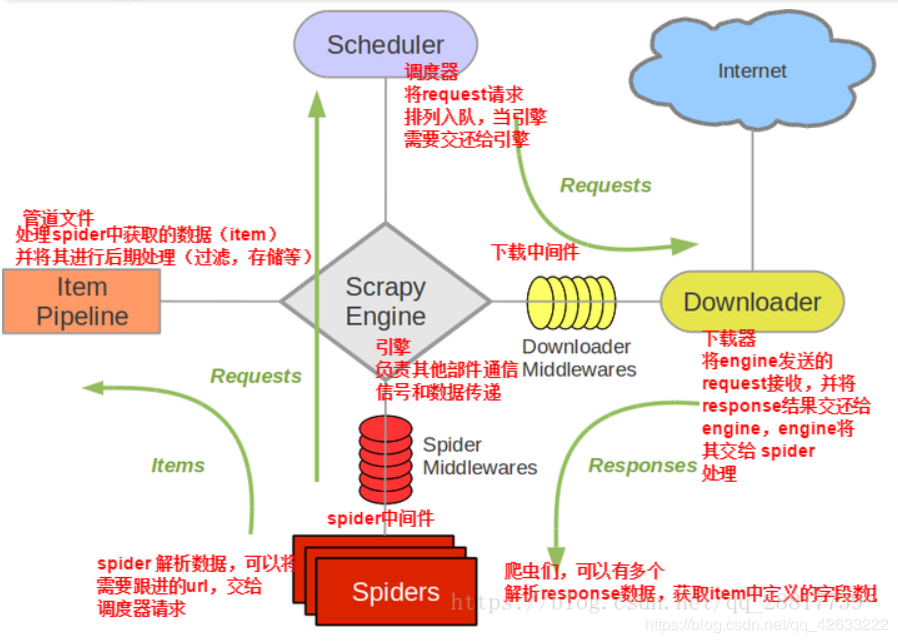 Scheduler
调度器
将request请求
排列入队，当引擎
需要交还给引擎
Internet
Requests
管道文件
处理spider中获取的数据（item）
并将其进行后期处理（过滤，存储等）
下载中间件
Item
Pipeline
Scrapy
Engine
Downloader
引擎
负责其他部件通信
信号和数据传递
Downloader
Middlewares
下载器
将engine发送的
request接收，并将
response结果交还给
engine，engine将
其交给 spider
处理
Requests
Spider
Middlewares
Items
Responses
spider中间件
spider 解析数据，可以将
需要跟进的url，交给
调度器请求
Spiders
爬虫们，可以有多个
解析response数据，获取item中定义的字段数
https://blog.csdn.net/qq_42633222